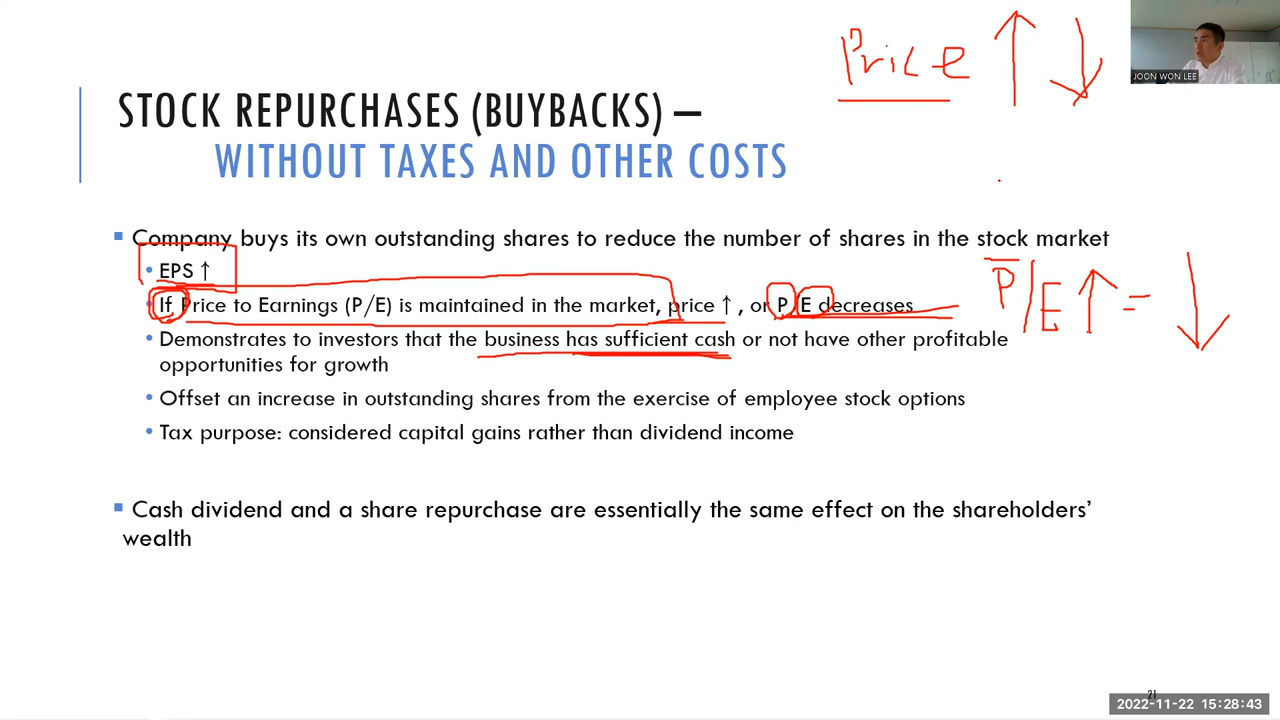 Price ↑ ↓
JOON WON LEE
STOCK REPURCHASES (BUYBACKS) –
WITHOUT TAXES AND OTHER COSTS
▪ Company buys its own outstanding shares to reduce the number of shares in the stock market
• EPS ↑
• If Price to Earnings (P/E) is maintained in the market, price ↑ , or P E decreases
P/E ↑ = ↓
• Demonstrates to investors that the business has sufficient cash or not have other profitable
opportunities for growth
• Offset an increase in outstanding shares from the exercise of employee stock options
• Tax purpose: considered capital gains rather than dividend income
▪ Cash dividend and a share repurchase are essentially the same effect on the shareholders’
wealth
21
2022-11-22 15:28:43